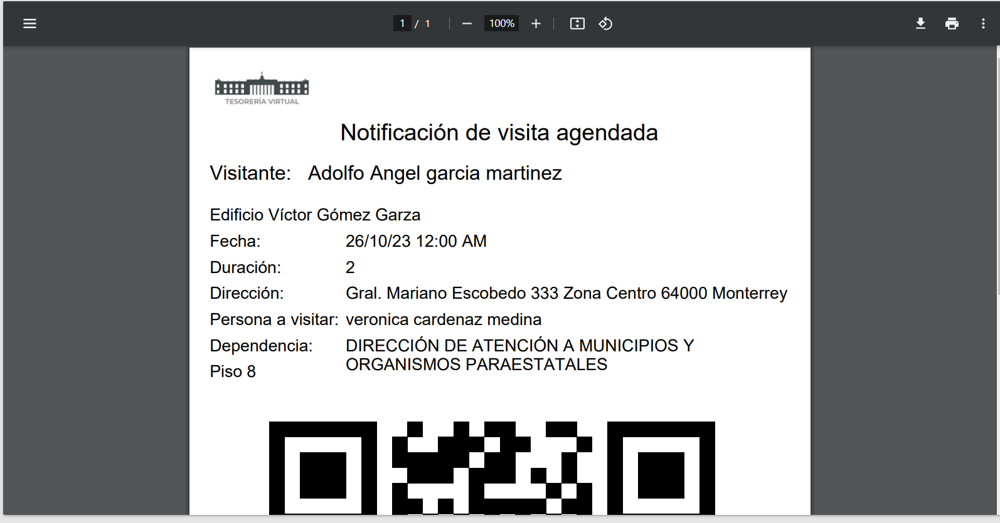 1 / 1
100%
TESORERÍA VIRTUAL
Notificación de visita agendada
Visitante: Adolfo Angel garcia martinez
Edificio Víctor Gómez Garza
Fecha: 26/10/23 12:00 AM
Duración: 2
Dirección: Gral. Mariano Escobedo 333 Zona Centro 64000 Monterrey
Persona a visitar: veronica cardenaz medina
Dependencia: DIRECCIÓN DE ATENCIÓN A MUNICIPIOS Y
ORGANISMOS PARAESTATALES
Piso 8